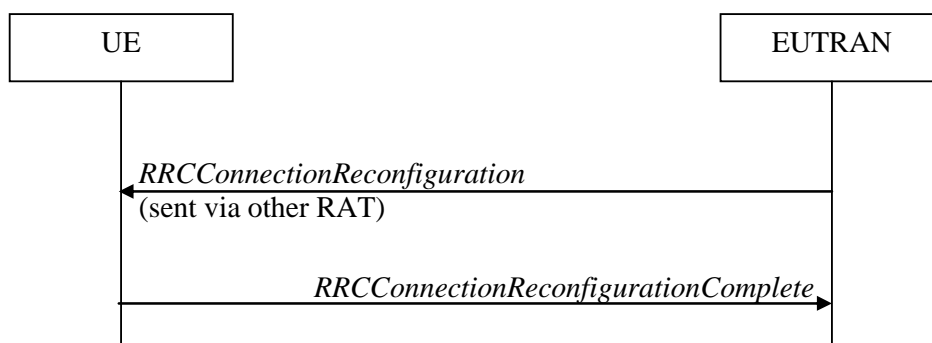 UE
EUTRAN
RRCConnectionReconfiguration
(sent via other RAT)
RRCConnectionReconfigurationComplete